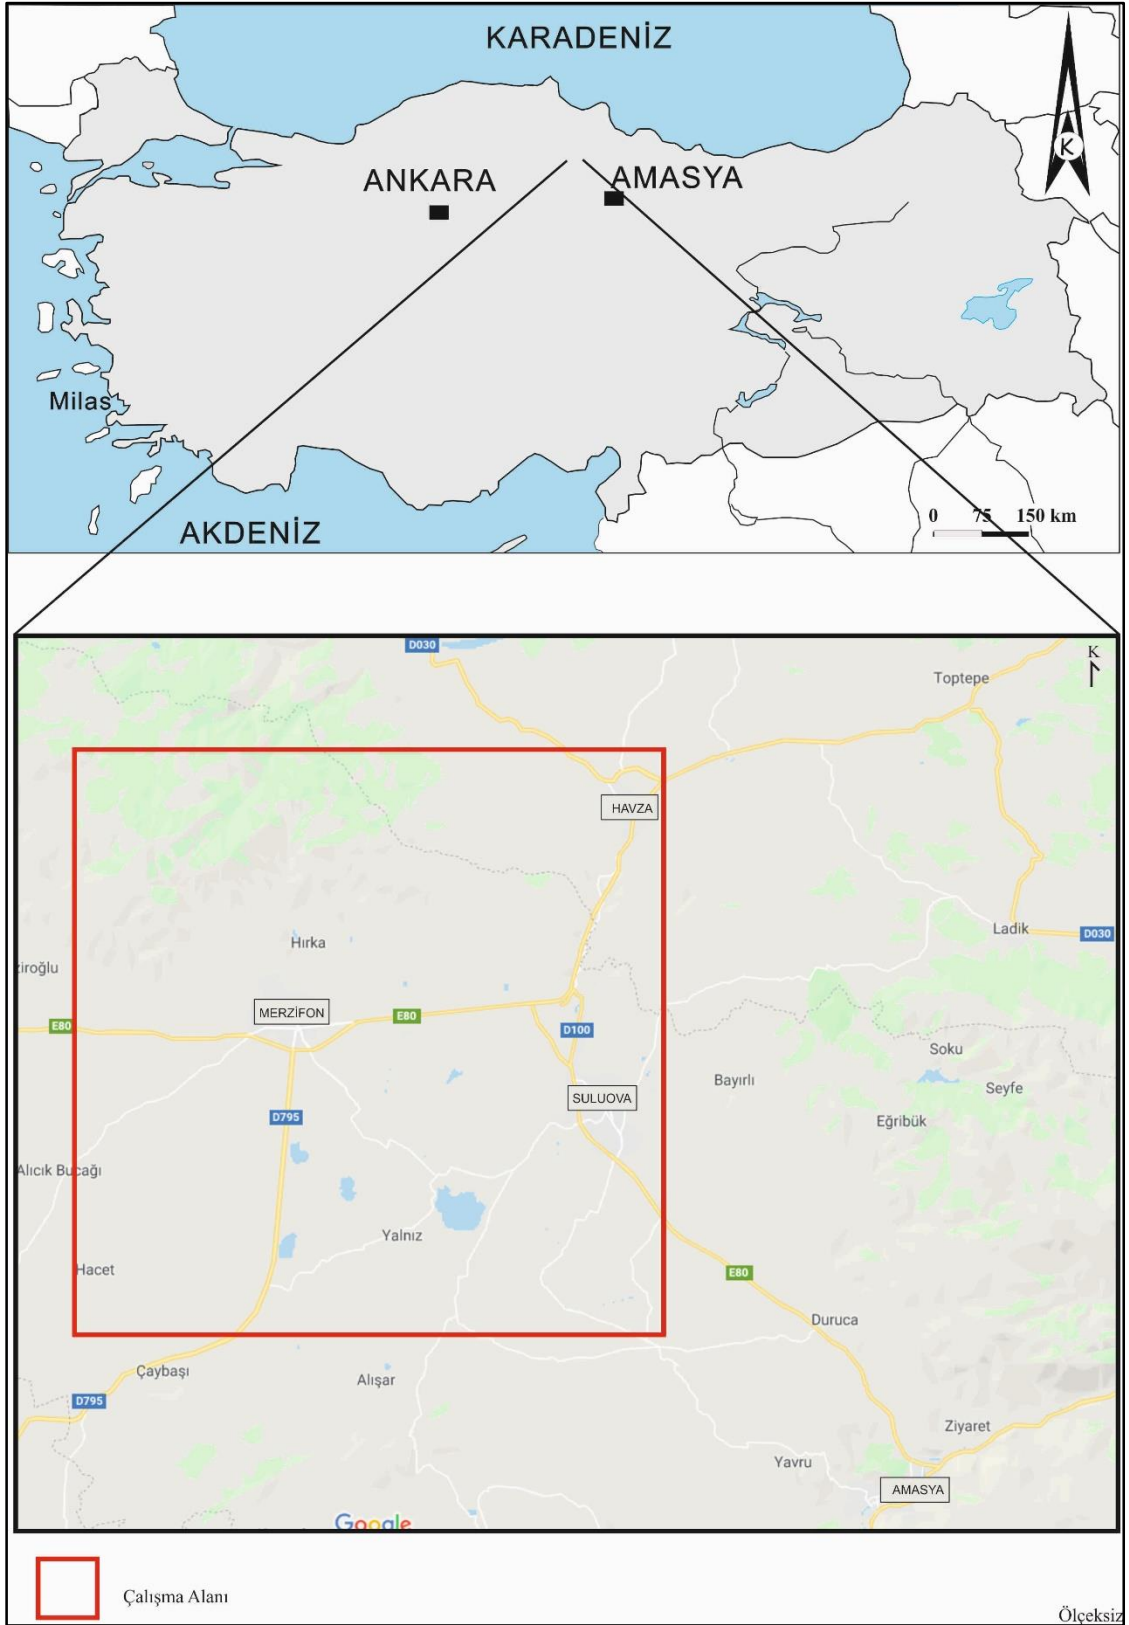 KARADENİZ
K
ANKARA
AMASYA
Milas
AKDENİZ
0 75 150 km
D030
K
Toptepe
HAVZA
Ladik
D030
Hırka
ziroğlu
MERZİFON
E80
E80
D100
Soku
Bayırlı
Seyfe
SULUOVA
D795
Eğribük
Alıcık Bucağı
Yalnız
Hacet
E80
Duruca
Çaybaşı
Alışar
D795
Ziyaret
Yavru
AMASYA
Google
Çalışma Alanı
Ölçeksiz